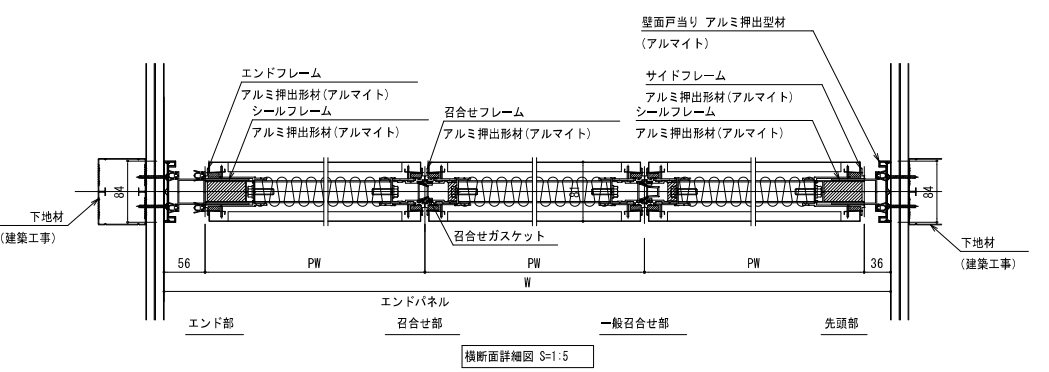 壁面戸当り アルミ押出型材
(アルマイト)
エンドフレーム
アルミ押出形材(アルマイト)
シールフレーム
アルミ押出形材(アルマイト)
召合せフレーム
アルミ押出形材(アルマイト)
サイドフレーム
アルミ押出形材(アルマイト)
シールフレーム
アルミ押出形材(アルマイト)
84
81
84
下地材
(建築工事)
召合せガスケット
下地材
(建築工事)
56
PW
PW
PW
36
W
エンドパネル
エンド部
召合せ部
一般召合せ部
先頭部
横断面詳細図 S=1:5